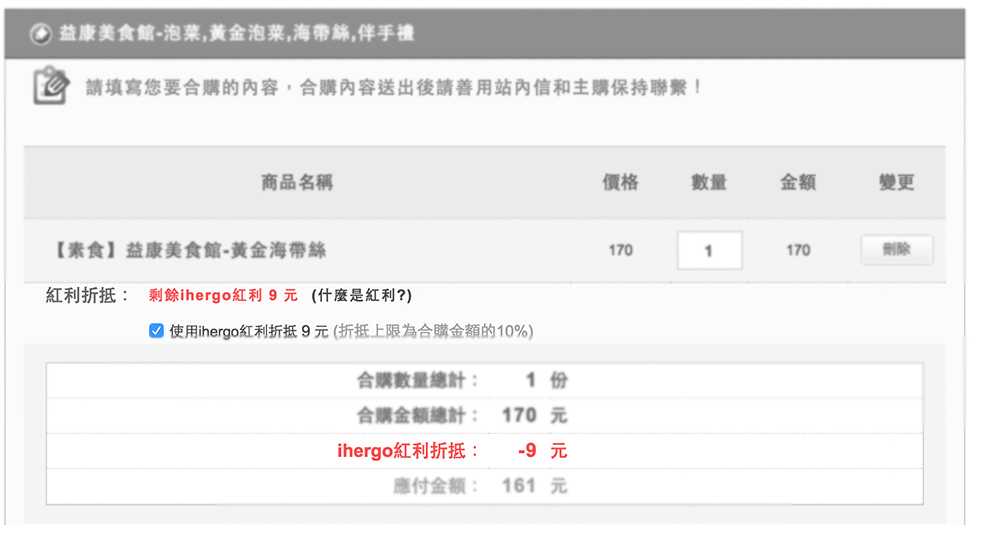 益康美食館-泡菜,黃金泡菜,海帶絲,伴手禮
請填寫您要合購的內容，合購內容送出後請善用站內信和主購保持聯繫！
商品名稱 價格 數量 金額 變更
【素食】益康美食館-黃金海帶絲 170 1 170 刪除
紅利折抵： 剩餘ihergo紅利 9 元 (什麼是紅利?)
使用ihergo紅利折抵 9 元 (折抵上限為合購金額的10%)
合購數量總計： 1 份
合購金額總計： 170 元
ihergo紅利折抵： -9 元
應付金額： 161 元